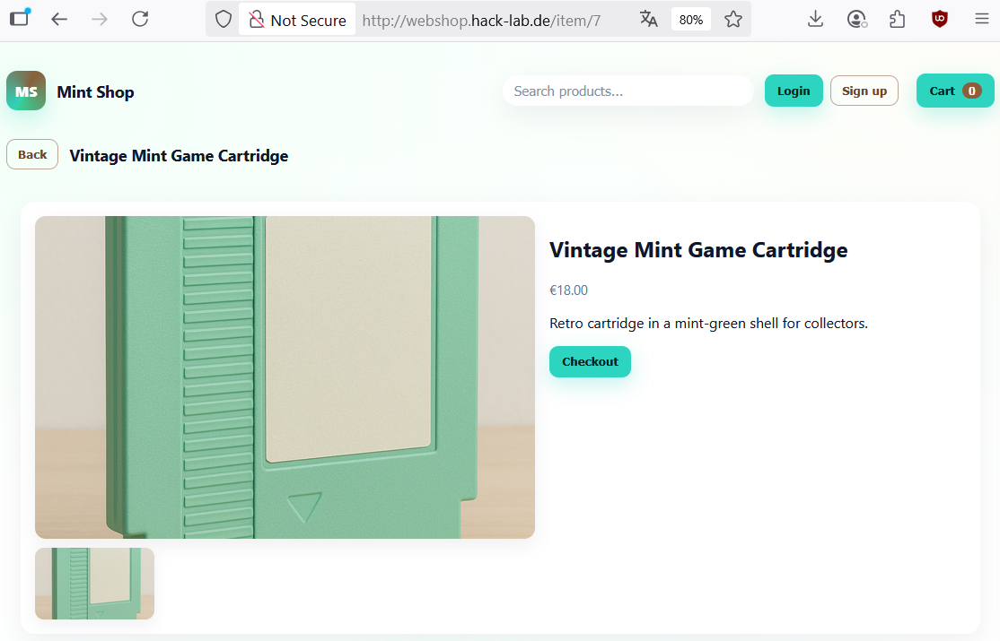 Not Secure http://webshop.hack-lab.de/item/7 80%
MS Mint Shop Search products... Login Sign up Cart 0
Back Vintage Mint Game Cartridge
Vintage Mint Game Cartridge
€18.00
Retro cartridge in a mint-green shell for collectors.
Checkout